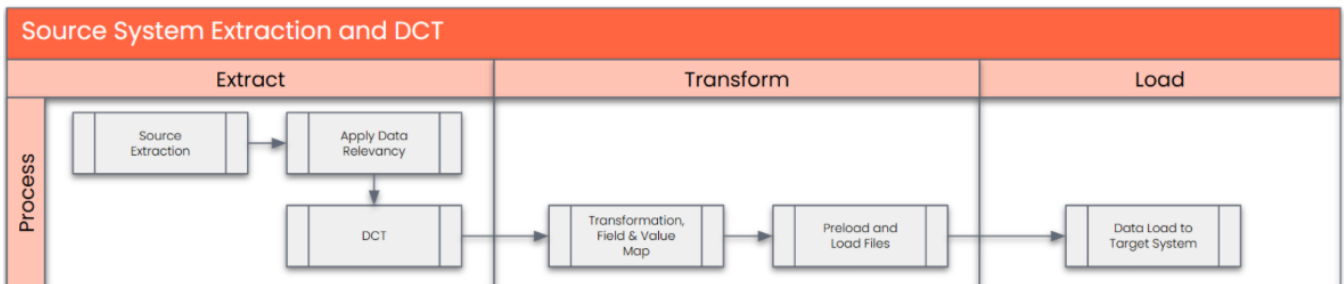 Source System Extraction and DCT
Extract
Transform
Load
Process
Source
Extraction
Apply Data
Relevancy
DCT
Transformation,
Field & Value
Map
Preload and
Load Files
Data Load to
Target System